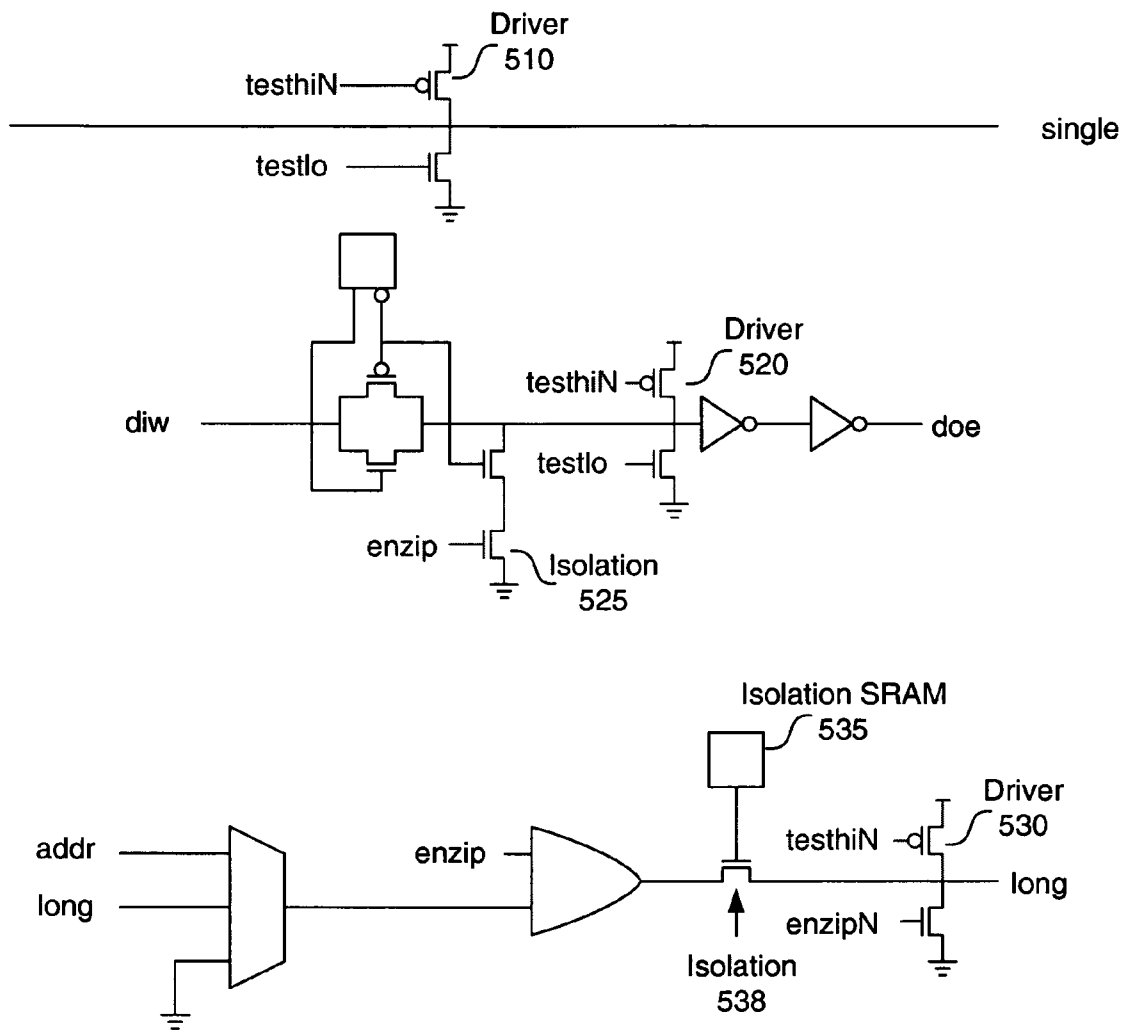 Driver
510
testhiN
single
testlo
Driver
520
testhiN
diw
doe
testlo
enzip
Isolation
525
Isolation SRAM
535
Driver
530
addr
enzip
testhiN
long
long
enzipN
Isolation
538